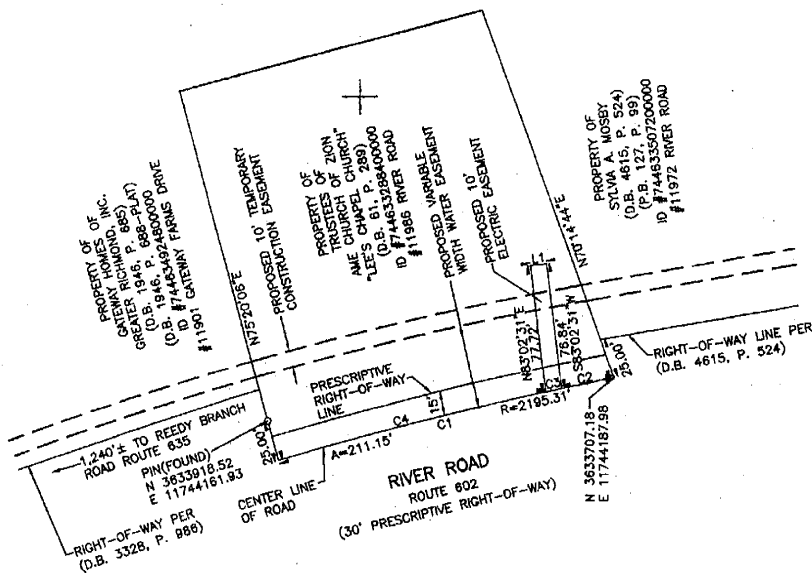 PROPERTY OF
GATEWAY HOMES OF
GREATER RICHMOND, INC.
(D.B. 1946, P. 685)
(D.B. 1946, P. 688-PLAT)
ID #744634924800000
#11901 GATEWAY FARMS DRIVE
N75°20'06"E
PROPOSED 10' TEMPORARY
CONSTRUCTION EASEMENT
PROPERTY OF
TRUSTEES OF ZION
AME CHURCH CHURCH"
"LEE'S CHAPEL
(D.B. 61, P. 289)
ID #744633288400000
#11986 RIVER ROAD
PROPOSED VARIABLE
WIDTH WATER EASEMENT
PROPOSED 10'
ELECTRIC EASEMENT
L1
N70°14'44"E
PROPERTY OF
SYLVIA A. MOSBY
(D.B. 4615, P. 524)
(P.B. 127, P. 99)
ID #744633507200000
#11972 RIVER ROAD
N83°02'31"E
77.72'
76.84'
S83°02'31"W
PRESCRIPTIVE
RIGHT-OF-WAY
LINE
15'
C4
C1
C3
C2
R=2195.31'
A=211.15'
25.00'
25.00'
RIGHT-OF-WAY LINE PER
(D.B. 4615, P. 524)
1,240'± TO REEDY BRANCH
ROAD ROUTE 635
PIN(FOUND)
N 3633918.52
E 11744161.93
CENTER LINE
OF ROAD
RIVER ROAD
ROUTE 602
(30' PRESCRIPTIVE RIGHT-OF-WAY)
N 3633707.18
E 11744187.98
RIGHT-OF-WAY PER
(D.B. 3328, P. 986)